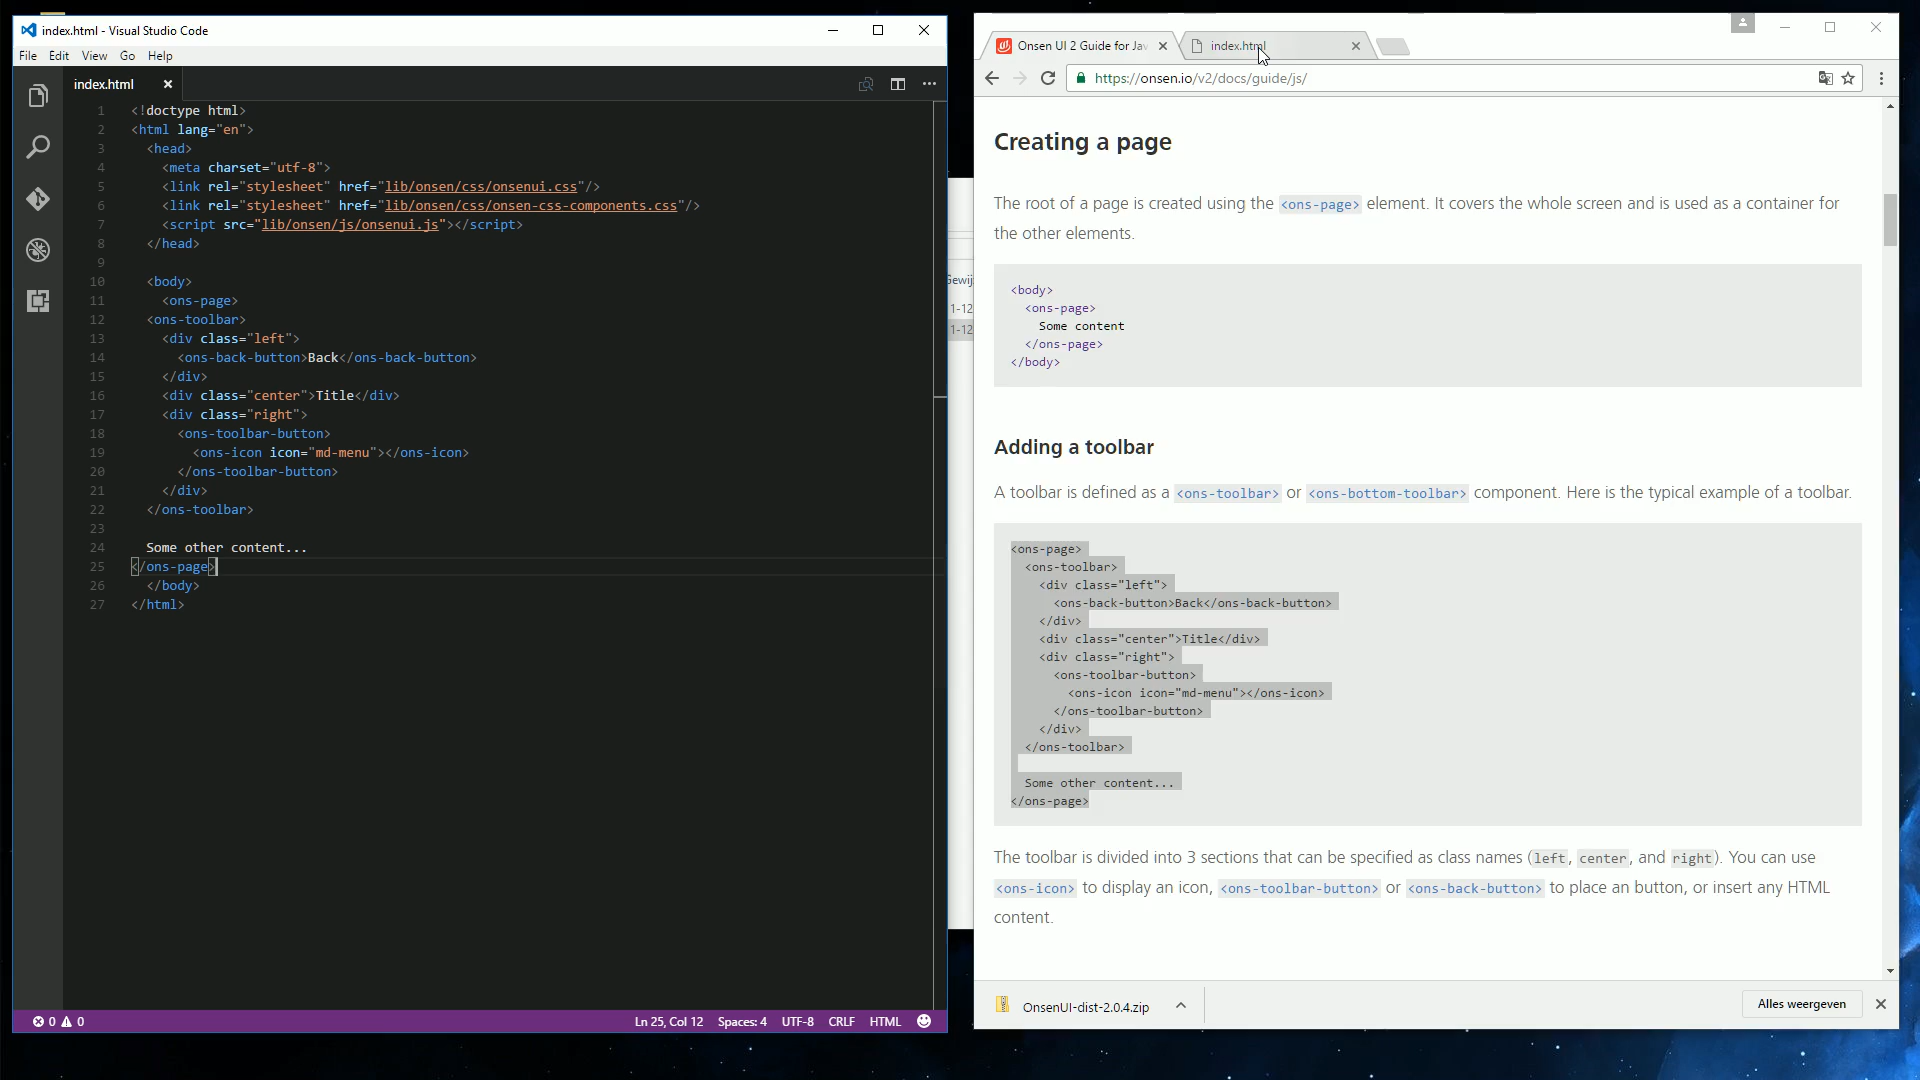 index.html - Visual Studio Code
File Edit View Go Help
index.html
1 <!doctype html>
2 <html lang="en">
3 <head>
4 <meta charset="utf-8">
5 <link rel="stylesheet" href="lib/onsen/css/onsenui.css"/>
6 <link rel="stylesheet" href="lib/onsen/css/onsen-css-components.css"/>
7 <script src="lib/onsen/js/onsenui.js"></script>
8 </head>
9
10 <body>
11 <ons-page>
12 <ons-toolbar>
13 <div class="left">
14 <ons-back-button>Back</ons-back-button>
15 </div>
16 <div class="center">Title</div>
17 <div class="right">
18 <ons-toolbar-button>
19 <ons-icon icon="md-menu"></ons-icon>
20 </ons-toolbar-button>
21 </div>
22 </ons-toolbar>
23
24 Some other content...
25 </ons-page>
26 </body>
27 </html>
0 0 Ln 25, Col 12 Spaces: 4 UTF-8 CRLF HTML
1-12
1-12
Onsen UI 2 Guide for Jav index.html
https://onsen.io/v2/docs/guide/js/
Creating a page
The root of a page is created using the <ons-page> element. It covers the whole screen and is used as a container for
the other elements.
<body>
<ons-page>
Some content
</ons-page>
</body>
Adding a toolbar
A toolbar is defined as a <ons-toolbar> or <ons-bottom-toolbar> component. Here is the typical example of a toolbar.
<ons-page>
<ons-toolbar>
<div class="left">
<ons-back-button>Back</ons-back-button>
</div>
<div class="center">Title</div>
<div class="right">
<ons-toolbar-button>
<ons-icon icon="md-menu"></ons-icon>
</ons-toolbar-button>
</div>
</ons-toolbar>
Some other content...
</ons-page>
The toolbar is divided into 3 sections that can be specified as class names (left, center, and right). You can use
<ons-icon> to display an icon, <ons-toolbar-button> or <ons-back-button> to place an button, or insert any HTML
content.
OnsenUI-dist-2.0.4.zip
Alles weergeven